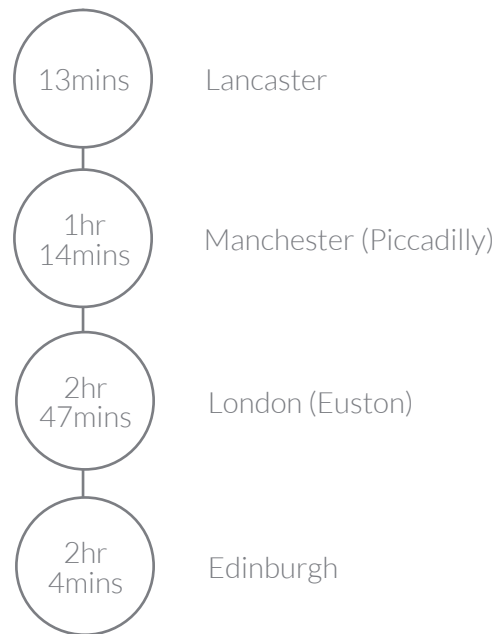 13mins
Lancaster
1hr
14mins
Manchester (Piccadilly)
2hr
47mins
London (Euston)
2hr
4mins
Edinburgh